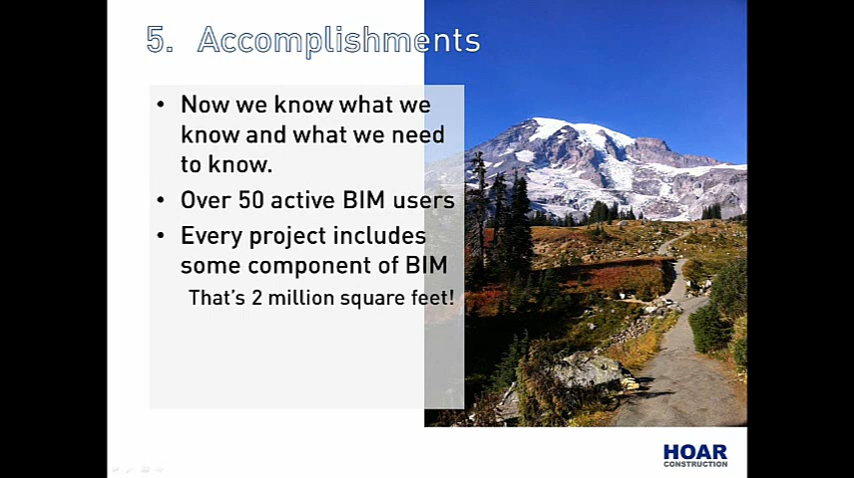 5. Accomplishments
• Now we know what we
know and what we need
to know.
• Over 50 active BIM users
• Every project includes
some component of BIM
That's 2 million square feet!
HOAR
CONSTRUCTION